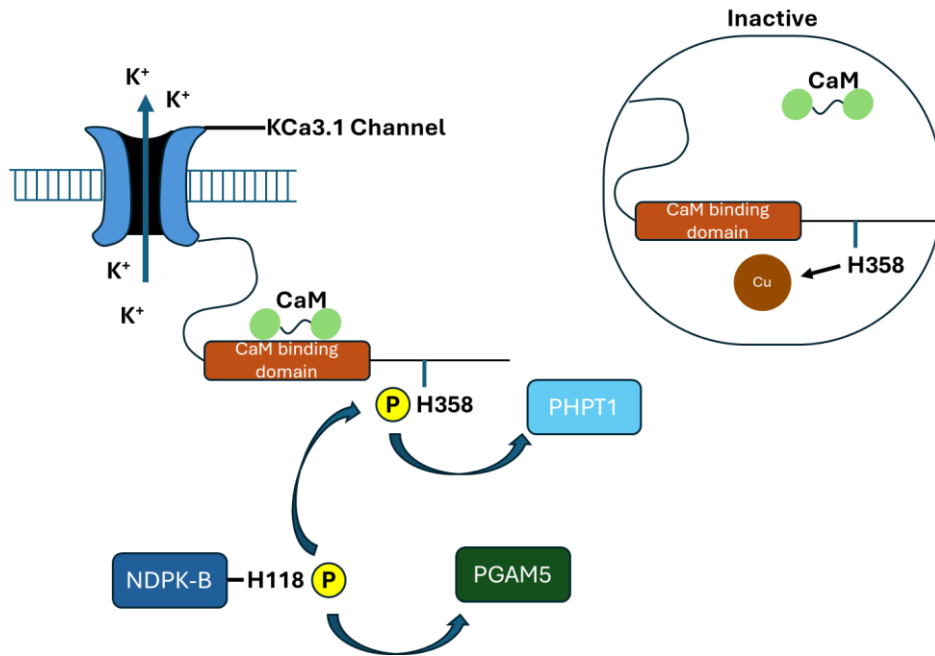 Inactive
K⁺
K⁺
KCa3.1 Channel
CaM
CaM binding
domain
H358
Cu
K⁺
K⁺
CaM
CaM binding
domain
P
H358
PHPT1
NDPK-B
H118
P
PGAM5